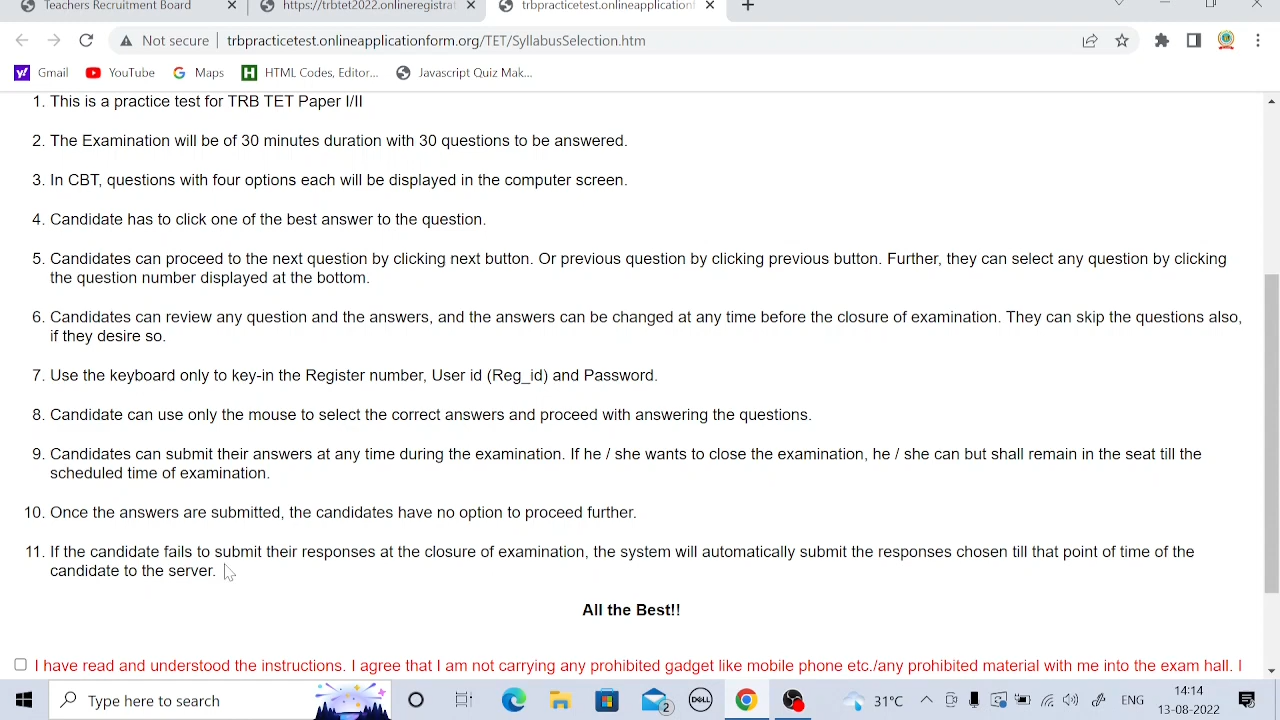 Teachers Recruitment Board
https://trbtet2022.onlineregistrat
trbpracticetest.onlineapplicationf
Not secure
trbpracticetest.onlineapplicationform.org/TET/SyllabusSelection.htm
Gmail
YouTube
Maps
HTML Codes, Editor...
Javascript Quiz Mak...
1. This is a practice test for TRB TET Paper I/II
2. The Examination will be of 30 minutes duration with 30 questions to be answered.
3. In CBT, questions with four options each will be displayed in the computer screen.
4. Candidate has to click one of the best answer to the question.
5. Candidates can proceed to the next question by clicking next button. Or previous question by clicking previous button. Further, they can select any question by clicking
the question number displayed at the bottom.
6. Candidates can review any question and the answers, and the answers can be changed at any time before the closure of examination. They can skip the questions also,
if they desire so.
7. Use the keyboard only to key-in the Register number, User id (Reg_id) and Password.
8. Candidate can use only the mouse to select the correct answers and proceed with answering the questions.
9. Candidates can submit their answers at any time during the examination. If he / she wants to close the examination, he / she can but shall remain in the seat till the
scheduled time of examination.
10. Once the answers are submitted, the candidates have no option to proceed further.
11. If the candidate fails to submit their responses at the closure of examination, the system will automatically submit the responses chosen till that point of time of the
candidate to the server.
All the Best!!
I have read and understood the instructions. I agree that I am not carrying any prohibited gadget like mobile phone etc./any prohibited material with me into the exam hall. I
Type here to search
2
DELL
31°C
ENG
14:14
13-08-2022